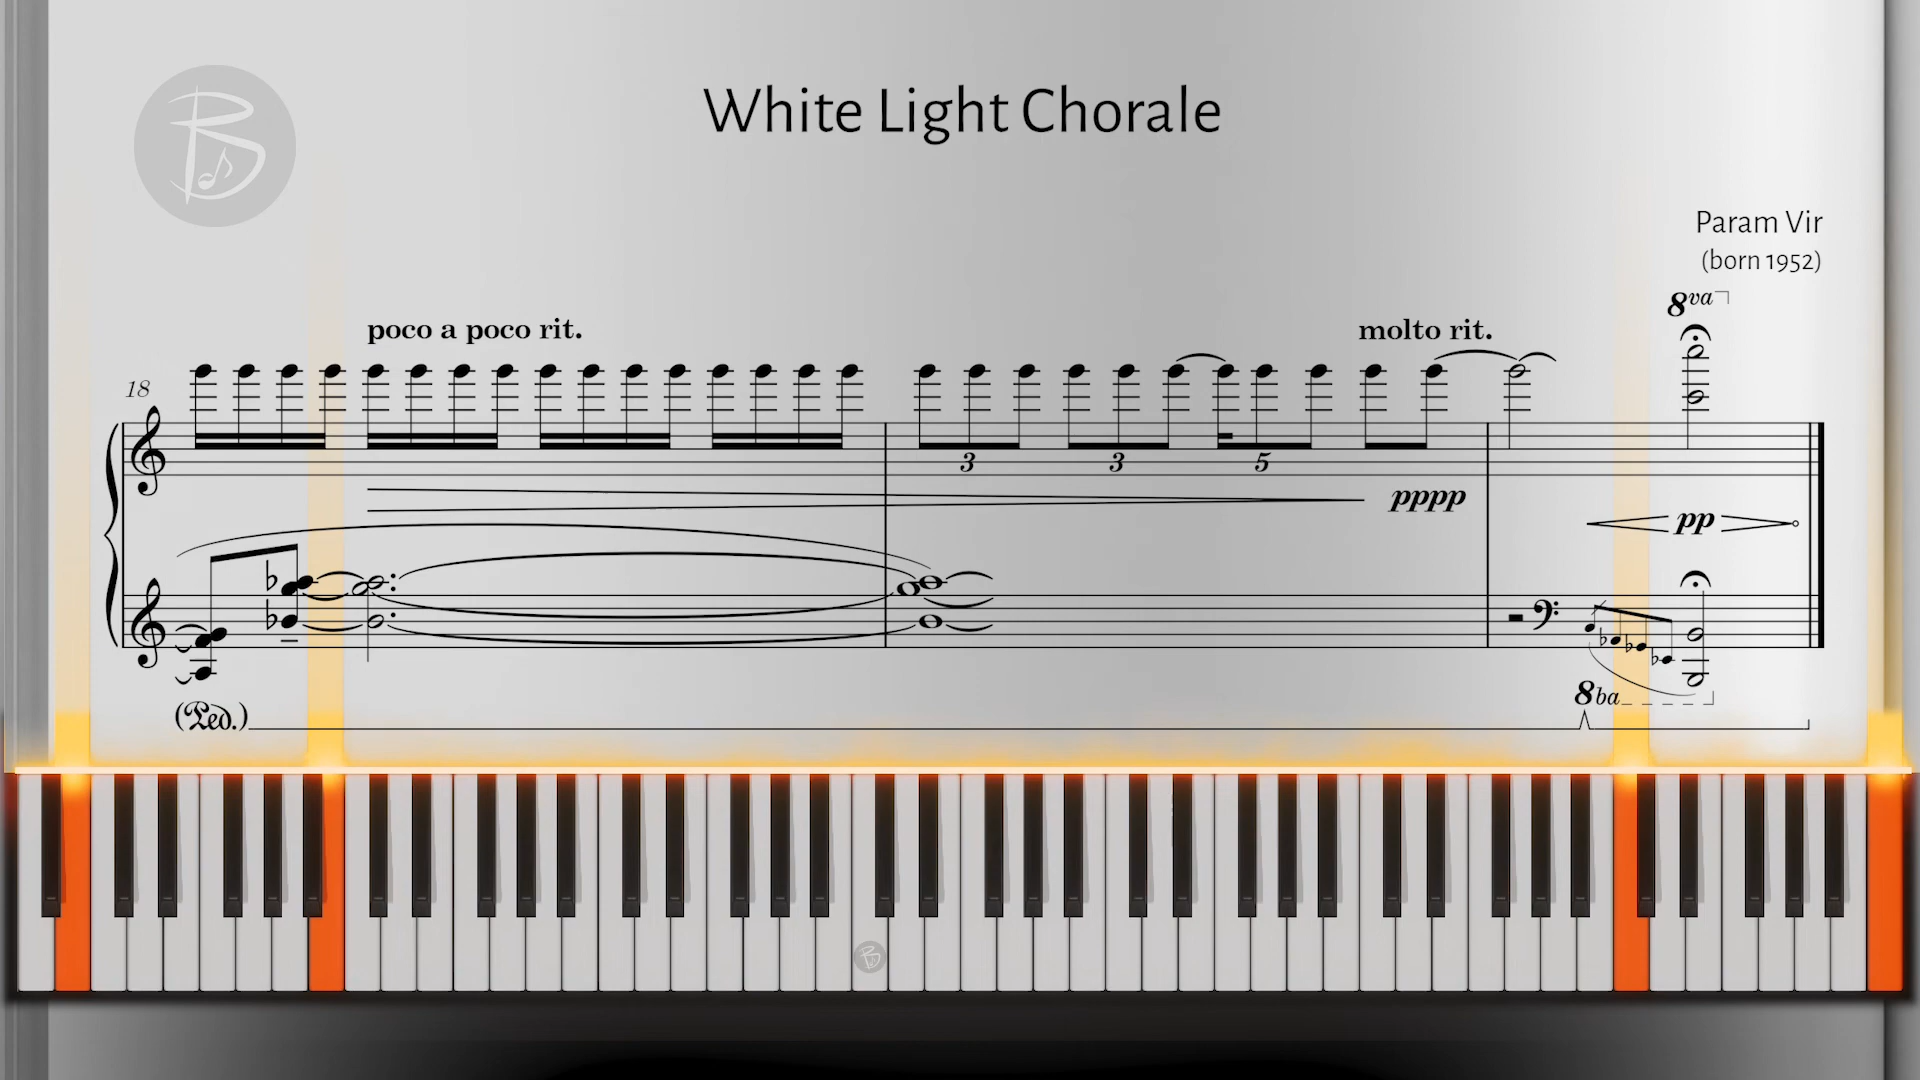 White Light Chorale
Param Vir
(born 1952)
8va
poco a poco rit.
molto rit.
18
3 3 5
pppp
pp
8ba
(Ped.)